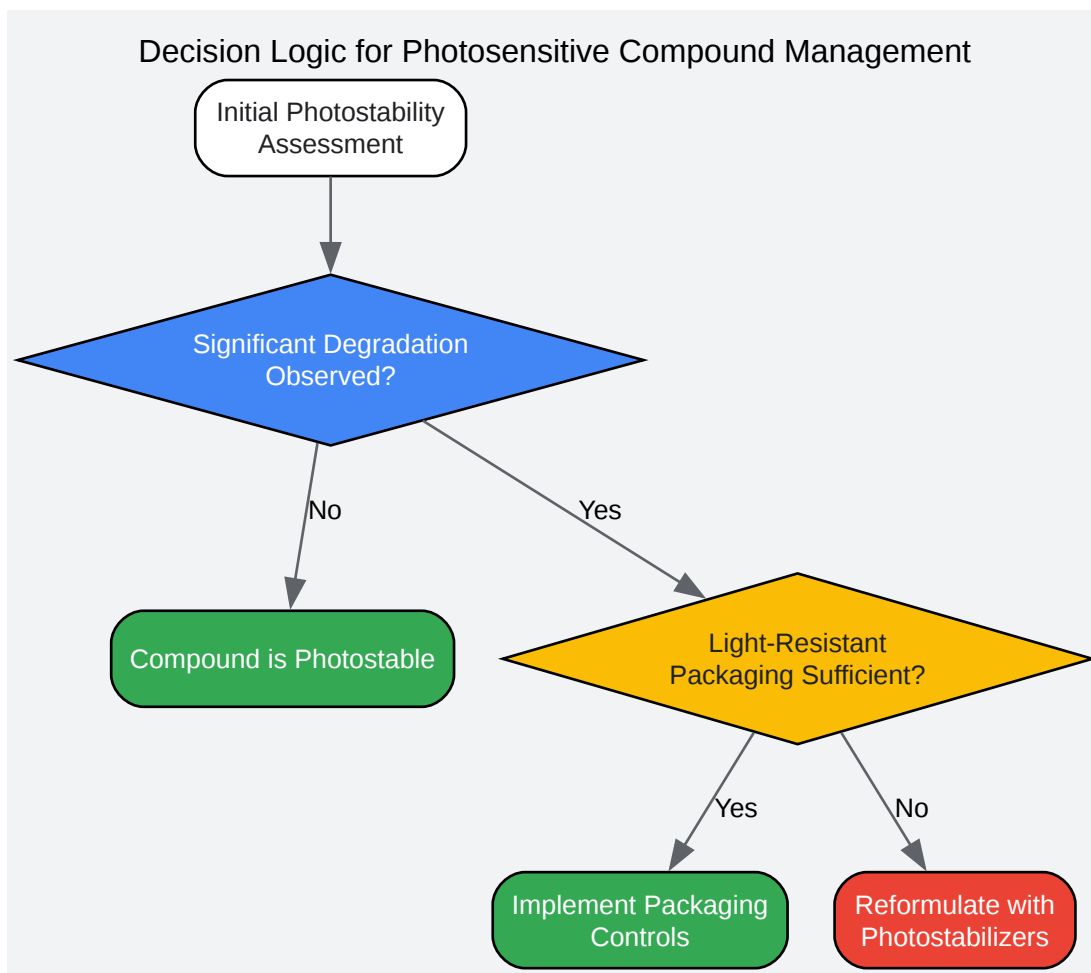 Decision Logic for Photosensitive Compound Management
Initial Photostability
Assessment
Significant Degradation
Observed?
No
Yes
Compound is Photostable
Light-Resistant
Packaging Sufficient?
Yes
No
Implement Packaging
Controls
Reformulate with
Photostabilizers